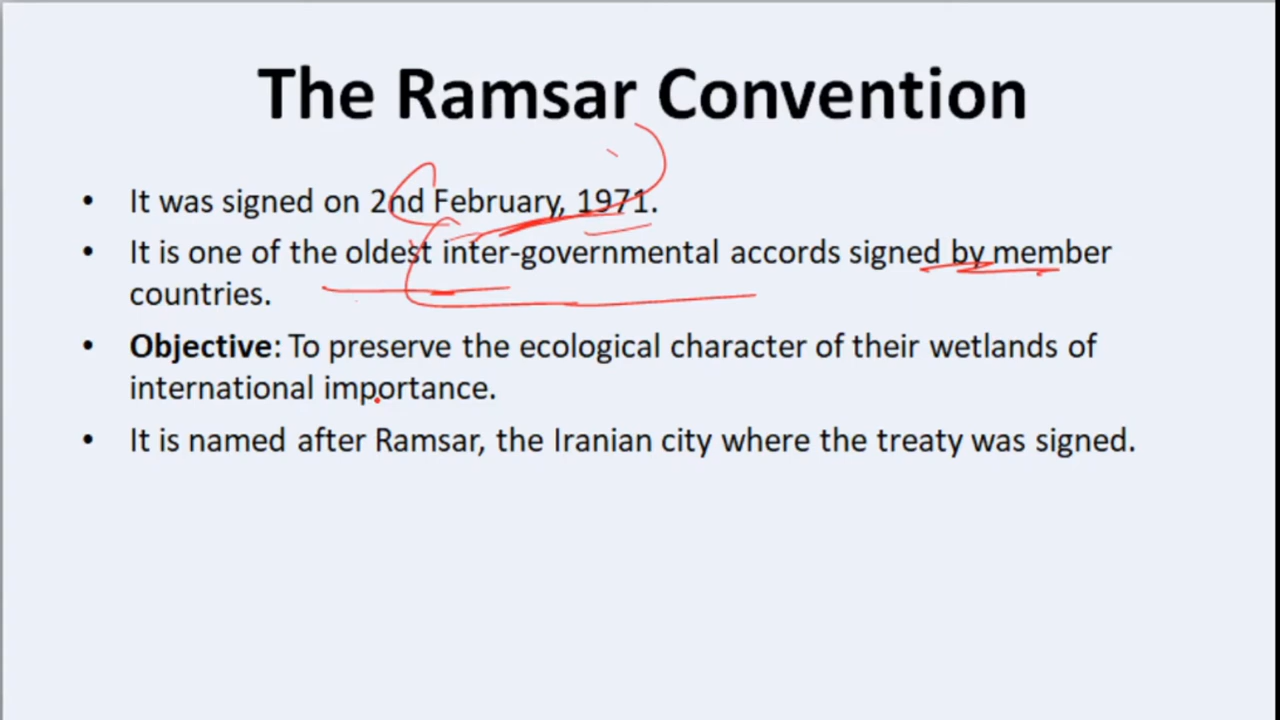 The Ramsar Convention
• It was signed on 2nd February, 1971.
• It is one of the oldest inter-governmental accords signed by member
countries.
• Objective: To preserve the ecological character of their wetlands of
international importance.
• It is named after Ramsar, the Iranian city where the treaty was signed.